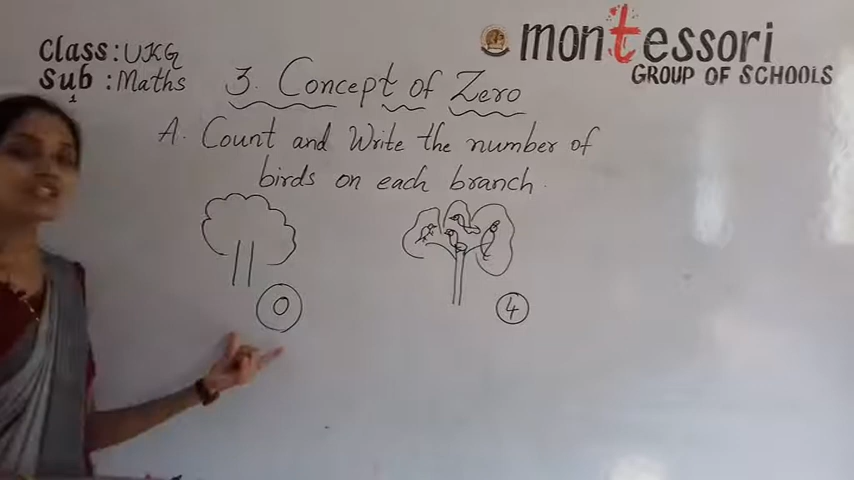 Class: UKG
Sub : Maths
montessori
GROUP OF SCHOOLS
3. Concept of Zero
A. Count and Write the number of
birds on each branch.
0
4